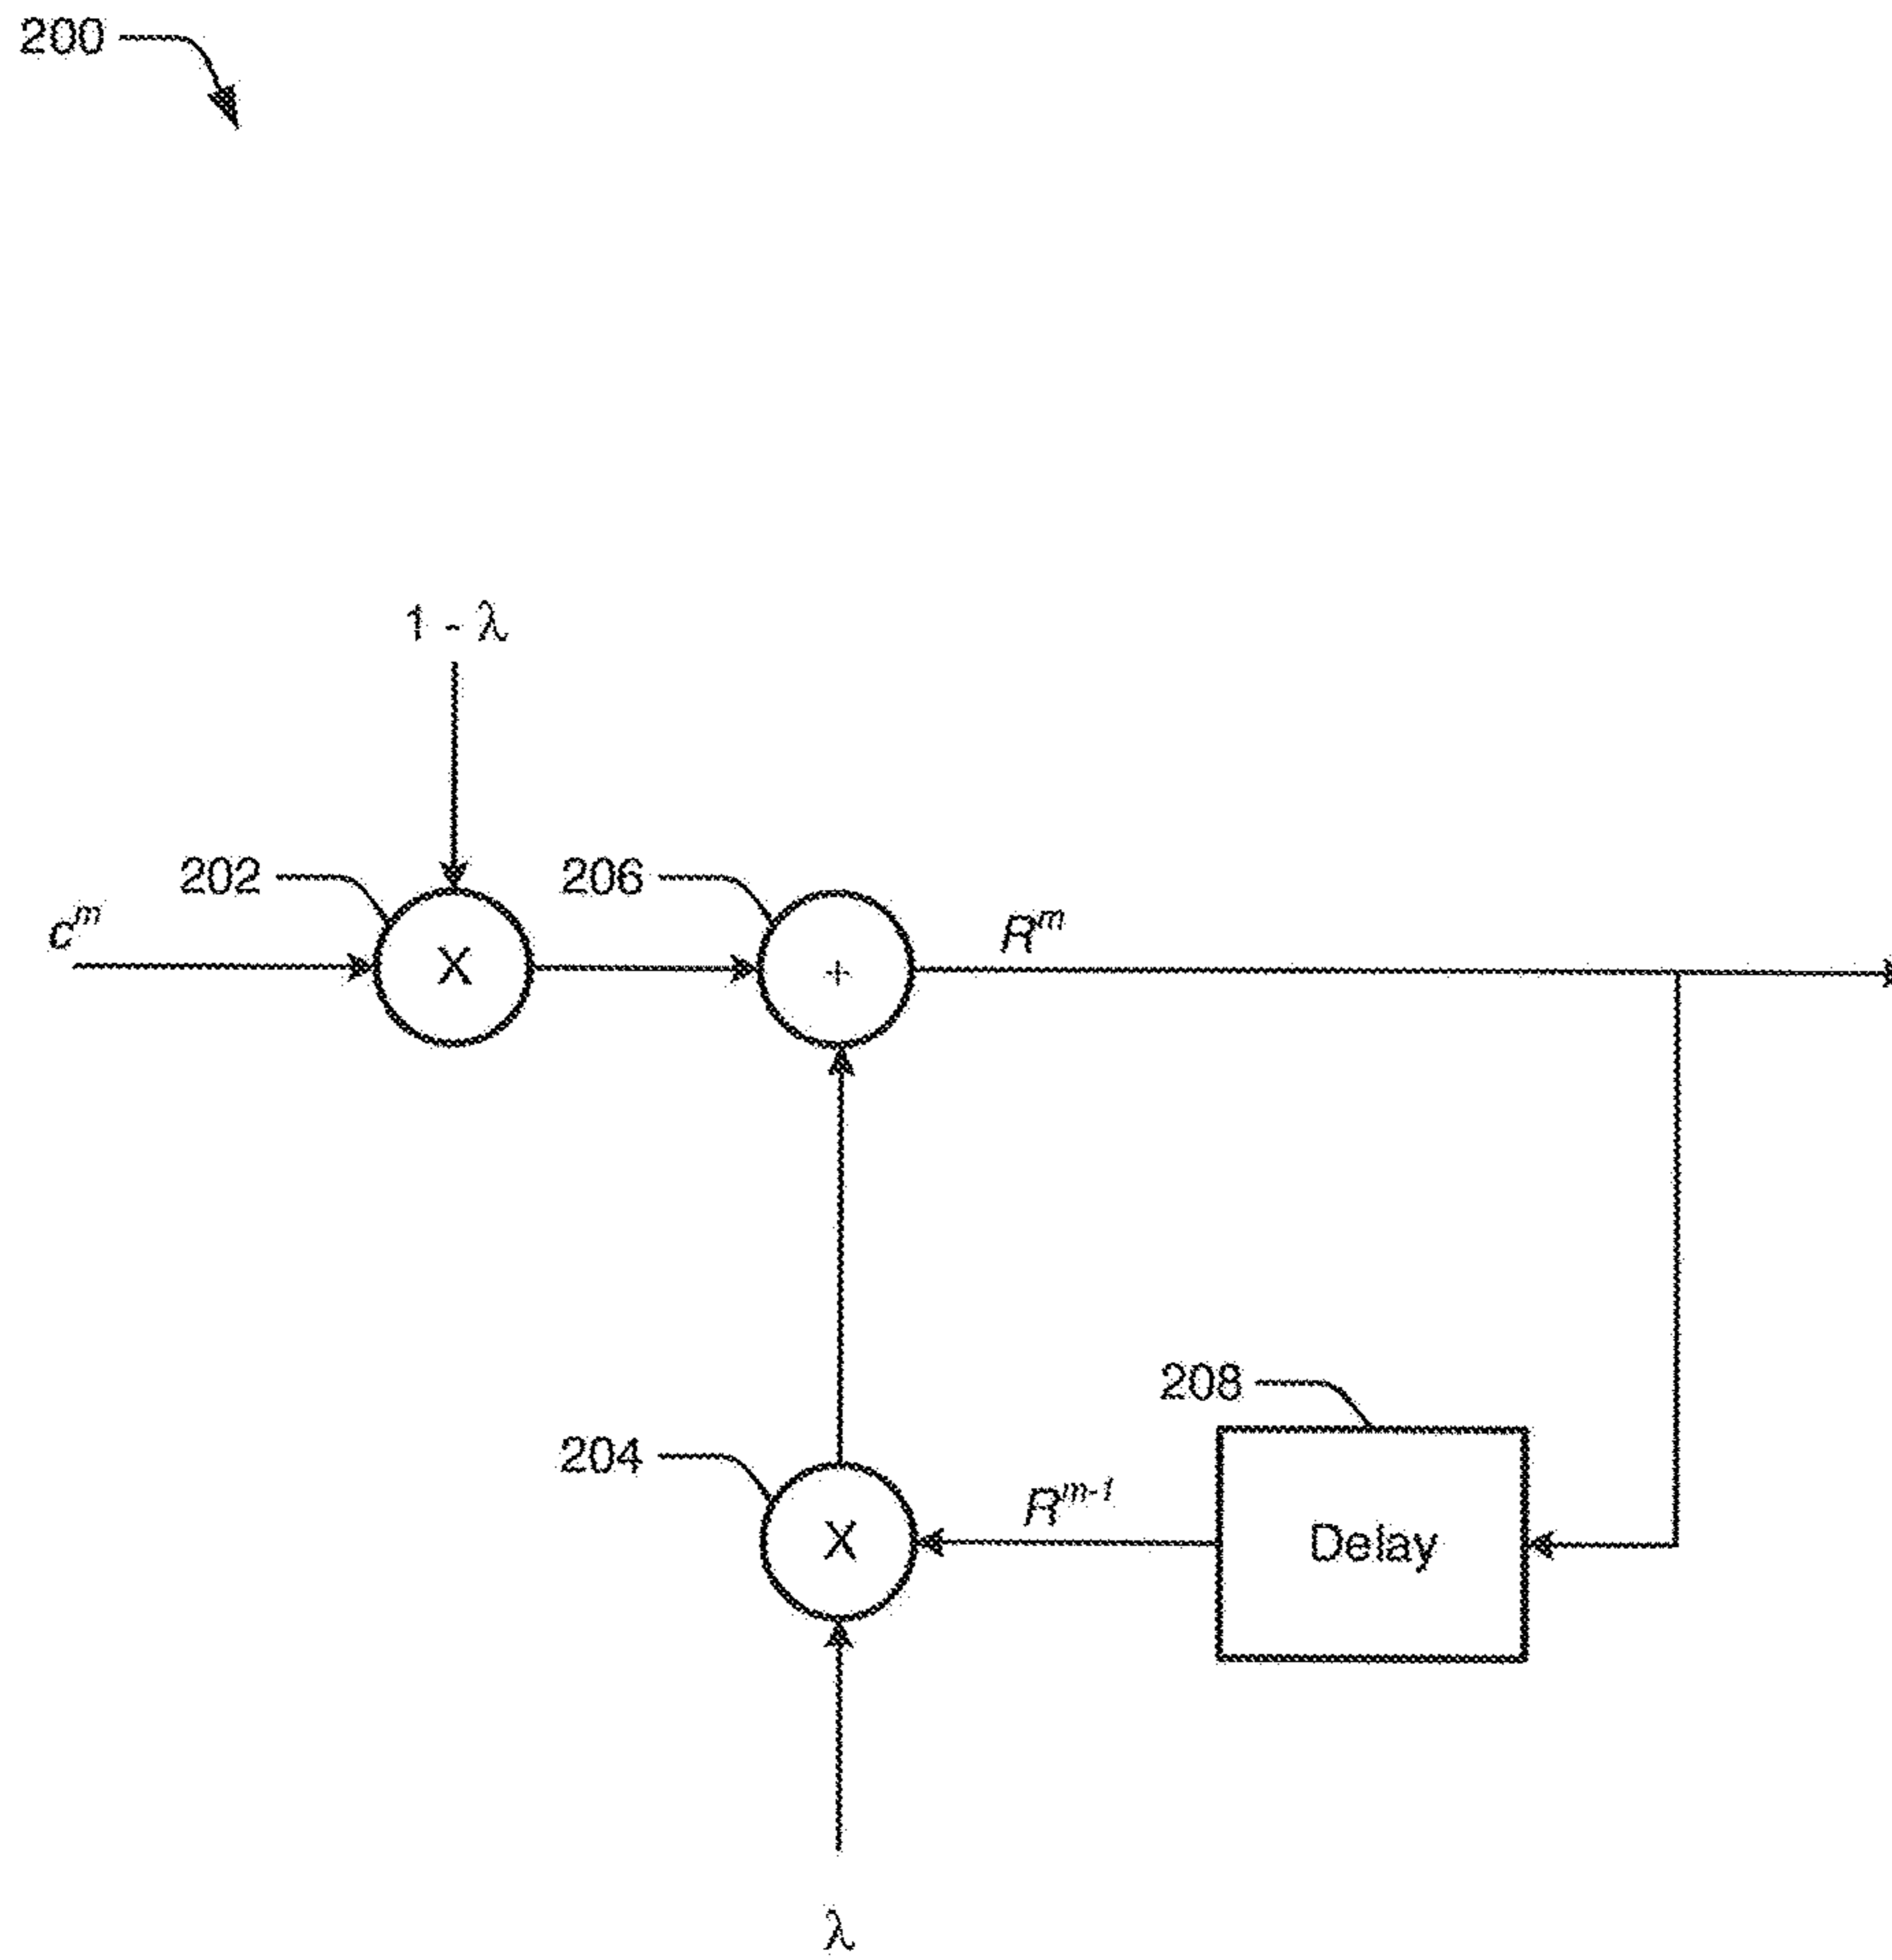 200
1 - λ
202
206
c^m
R^m
X
+
208
204
R^{m-1}
X
Delay
λ